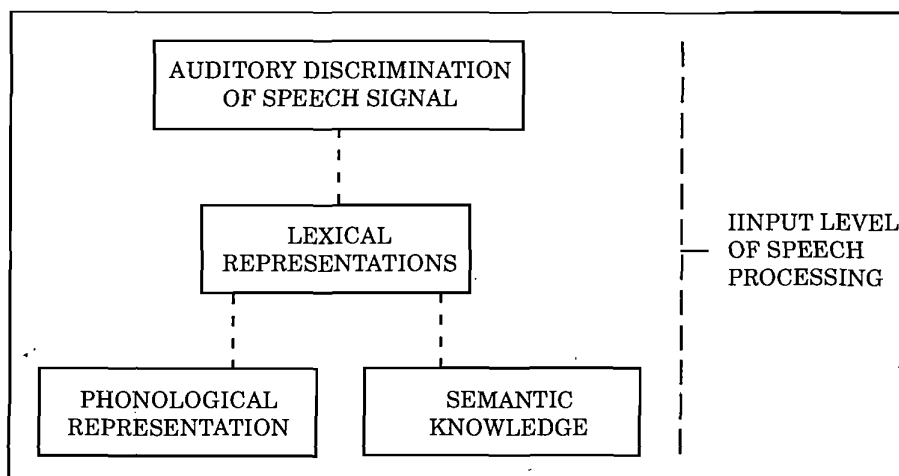 AUDITORY DISCRIMINATION
OF SPEECH SIGNAL
LEXICAL
REPRESENTATIONS
IINPUT LEVEL
OF SPEECH
PROCESSING
PHONOLOGICAL
REPRESENTATION
SEMANTIC
KNOWLEDGE